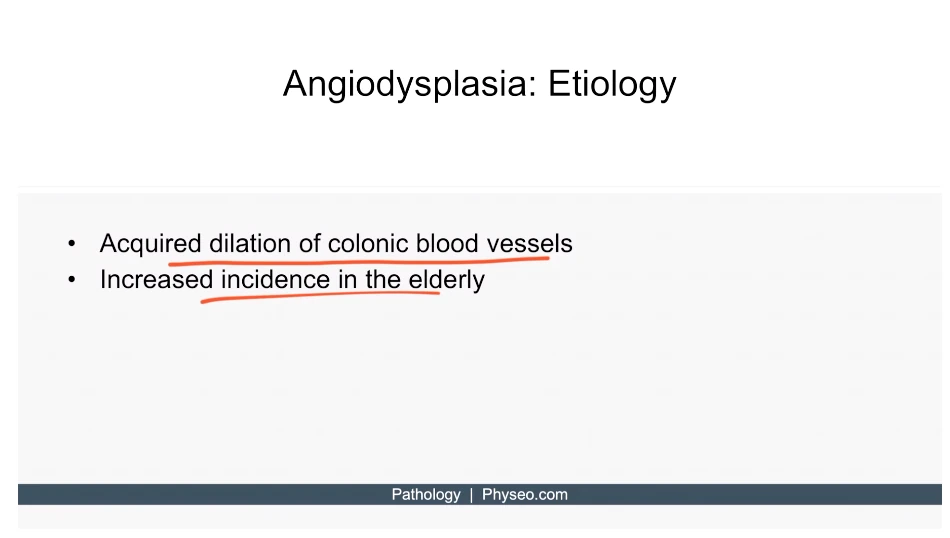 Angiodysplasia: Etiology
• Acquired dilation of colonic blood vessels
• Increased incidence in the elderly
Pathology | Physeo.com